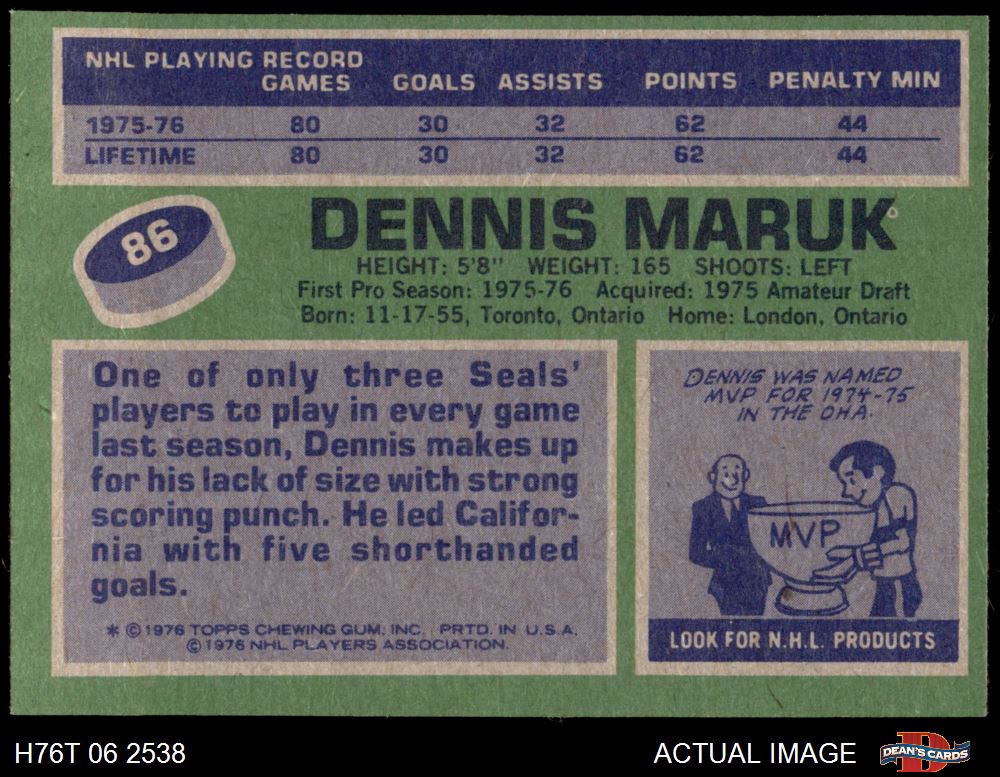 NHL PLAYING RECORD
GAMES GOALS ASSISTS POINTS PENALTY MIN
1975-76 80 30 32 62 44
LIFETIME 80 30 32 62 44
86
DENNIS MARUK
HEIGHT: 5'8" WEIGHT: 165 SHOOTS: LEFT
First Pro Season: 1975-76 Acquired: 1975 Amateur Draft
Born: 11-17-55, Toronto, Ontario Home: London, Ontario
One of only three Seals'
players to play in every game
last season, Dennis makes up
for his lack of size with strong
scoring punch. He led Califor-
nia with five shorthanded
goals.
* © 1976 TOPPS CHEWING GUM, INC. PRTD. IN U.S.A.
© 1976 NHL PLAYERS ASSOCIATION.
DENNIS WAS NAMED
MVP FOR 1974-75
IN THE OHA.
MVP
LOOK FOR N.H.L. PRODUCTS
H76T 06 2538
ACTUAL IMAGE
D
DEAN'S CARDS